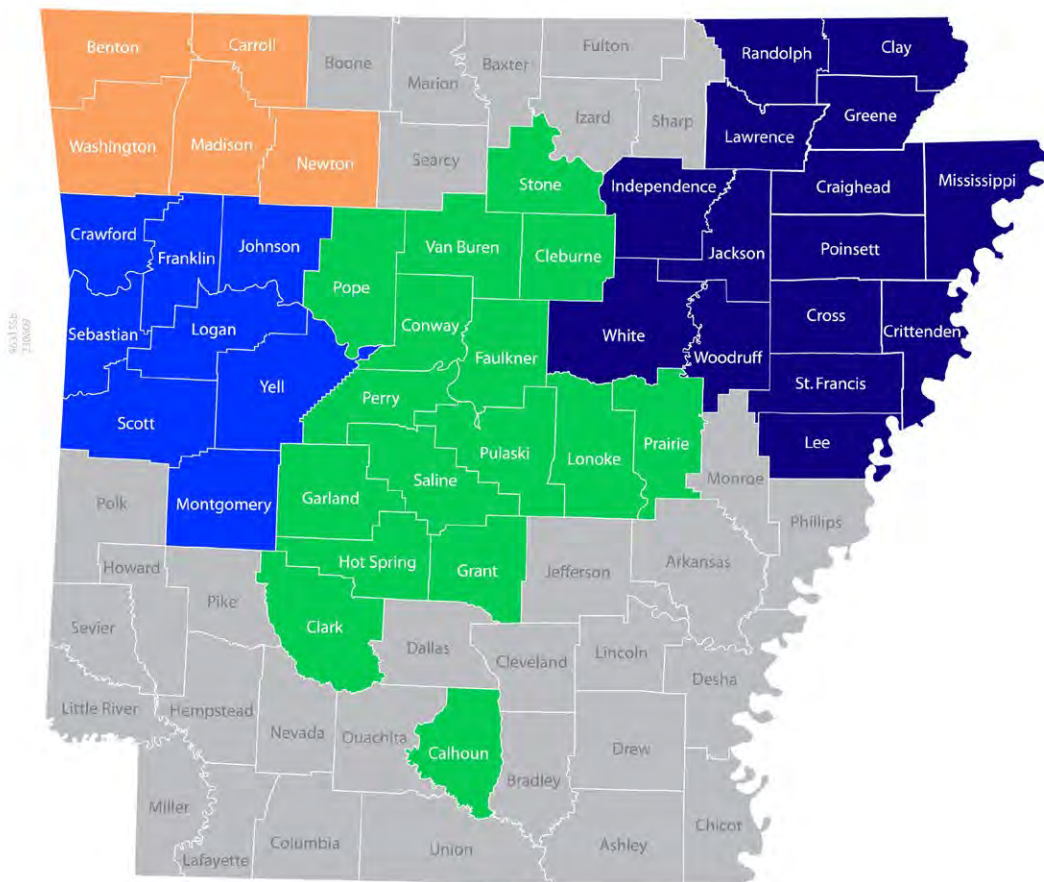 Benton
Carroll
Boone
Marion
Baxter
Fulton
Randolph
Clay
Izard
Sharp
Greene
Lawrence
Washington
Madison
Newton
Searcy
Stone
Independence
Craighead
Mississippi
Crawford
Franklin
Johnson
Van Buren
Cleburne
Jackson
Poinsett
Pope
Sebastian
Logan
Conway
White
Woodruff
Cross
Crittenden
Faulkner
Yell
Perry
St. Francis
Scott
Pulaski
Lonoke
Prairie
Lee
Saline
Monroe
Polk
Montgomery
Garland
Phillips
Howard
Hot Spring
Grant
Jefferson
Arkansas
Pike
Clark
Sevier
Dallas
Cleveland
Lincoln
Desha
Little River
Hempstead
Nevada
Ouachita
Calhoun
Bradley
Drew
Miller
Lafayette
Columbia
Union
Ashley
Chicot